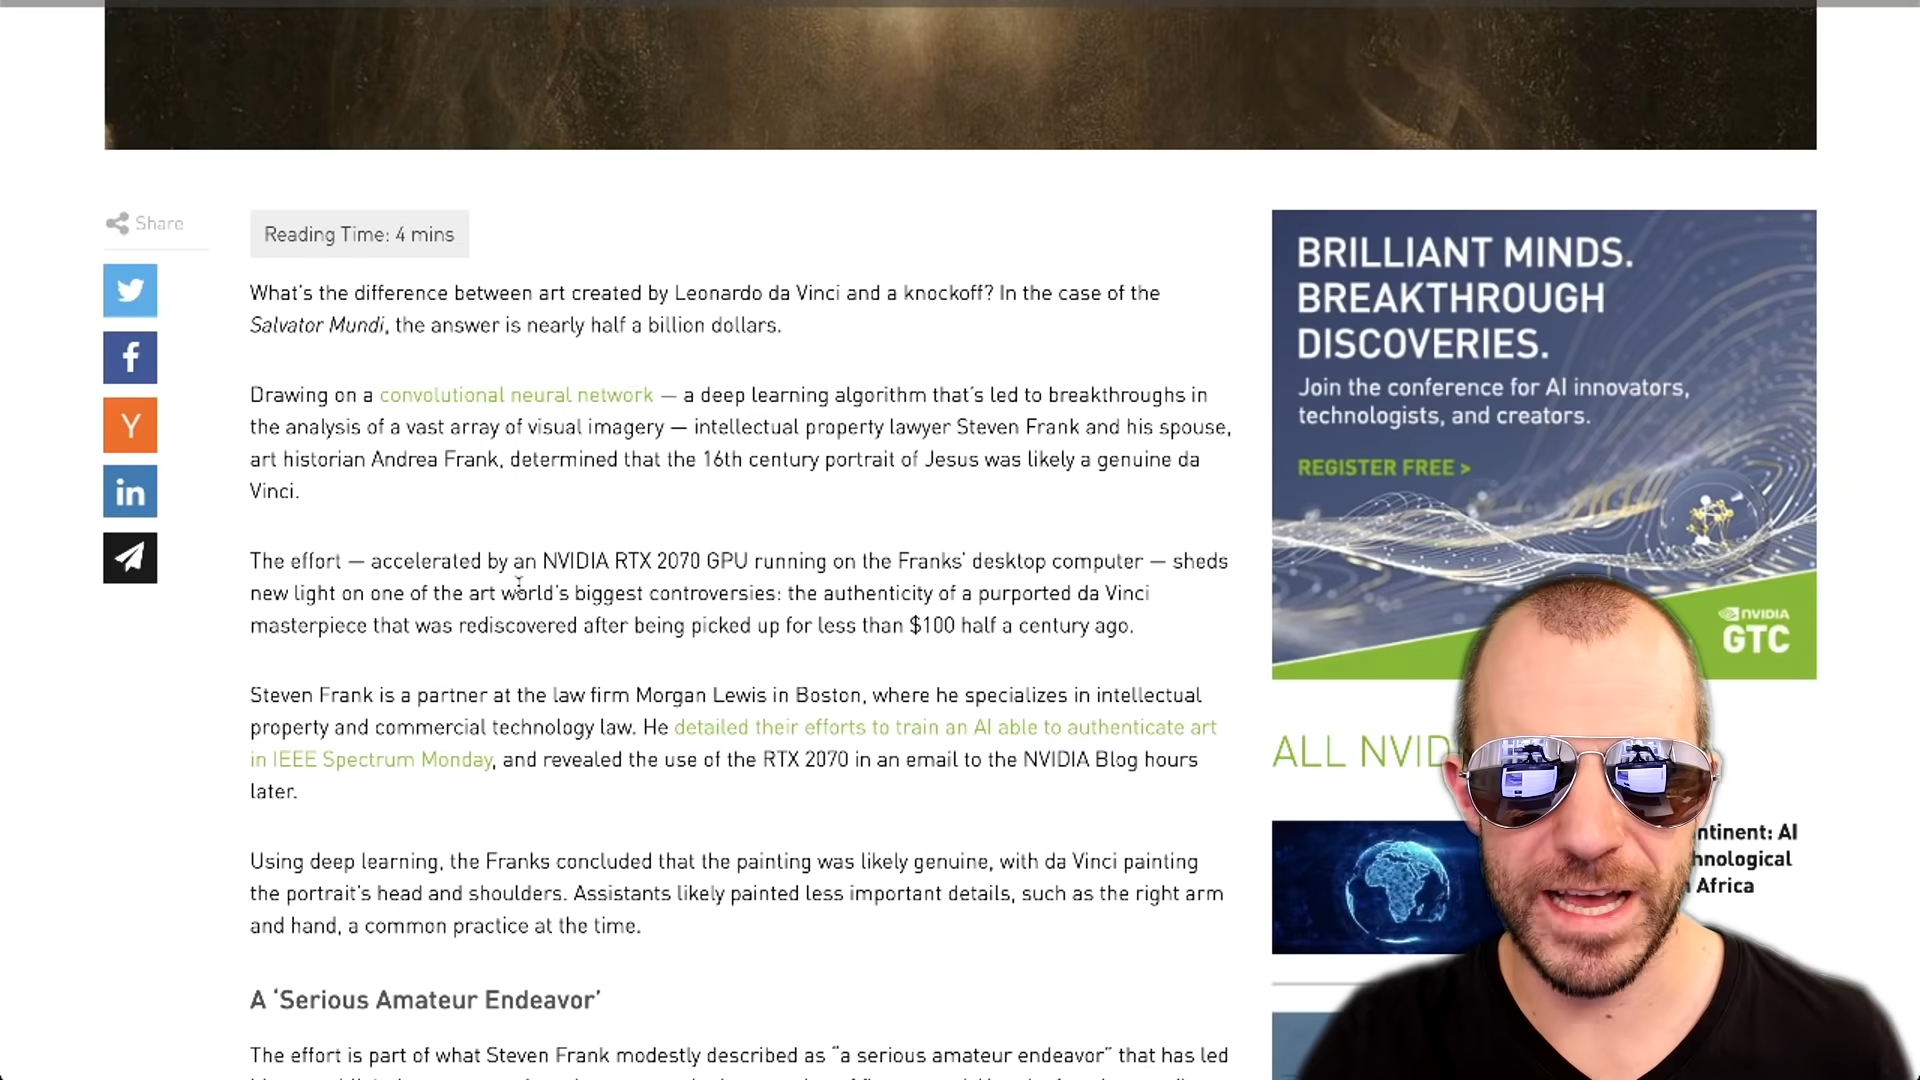 Share
Reading Time: 4 mins
What's the difference between art created by Leonardo da Vinci and a knockoff? In the case of the
Salvator Mundi, the answer is nearly half a billion dollars.
Drawing on a convolutional neural network — a deep learning algorithm that's led to breakthroughs in
the analysis of a vast array of visual imagery — intellectual property lawyer Steven Frank and his spouse,
art historian Andrea Frank, determined that the 16th century portrait of Jesus was likely a genuine da
Vinci.
The effort — accelerated by an NVIDIA RTX 2070 GPU running on the Franks' desktop computer — sheds
new light on one of the art world's biggest controversies: the authenticity of a purported da Vinci
masterpiece that was rediscovered after being picked up for less than $100 half a century ago.
Steven Frank is a partner at the law firm Morgan Lewis in Boston, where he specializes in intellectual
property and commercial technology law. He detailed their efforts to train an AI able to authenticate art
in IEEE Spectrum Monday, and revealed the use of the RTX 2070 in an email to the NVIDIA Blog hours
later.
Using deep learning, the Franks concluded that the painting was likely genuine, with da Vinci painting
the portrait's head and shoulders. Assistants likely painted less important details, such as the right arm
and hand, a common practice at the time.
A ‘Serious Amateur Endeavor’
The effort is part of what Steven Frank modestly described as “a serious amateur endeavor” that has led
BRILLIANT MINDS.
BREAKTHROUGH
DISCOVERIES.
Join the conference for AI innovators,
technologists, and creators.
REGISTER FREE >
NVIDIA
GTC
ALL NVID
ntinent: AI
hnological
Africa